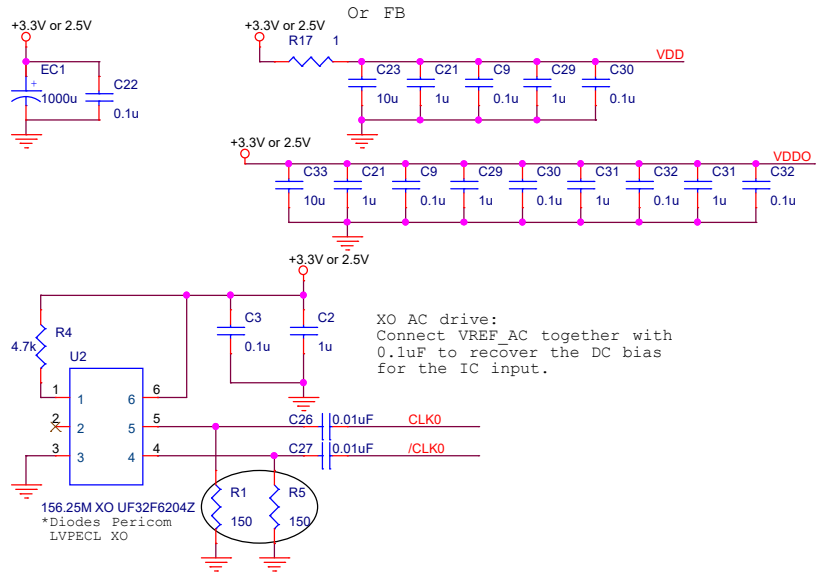 Or FB
+3.3V or 2.5V
EC1
+
1000u
C22
0.1u
+3.3V or 2.5V
R17
1
VDD
C23
10u
C21
1u
C9
0.1u
C29
1u
C30
0.1u
+3.3V or 2.5V
VDDO
C33
10u
C21
1u
C9
0.1u
C29
1u
C30
0.1u
C31
1u
C32
0.1u
C31
1u
C32
0.1u
+3.3V or 2.5V
R4
4.7k
C3
0.1u
C2
1u
XO AC drive:
Connect VREF_AC together with
0.1uF to recover the DC bias
for the IC input.
U2
1
1
6
6
2
2
5
5
3
3
4
4
C26
0.01uF
CLK0
C27
0.01uF
/CLK0
R1
150
R5
150
156.25M XO UF32F6204Z
*Diodes Pericom
LVPECL XO